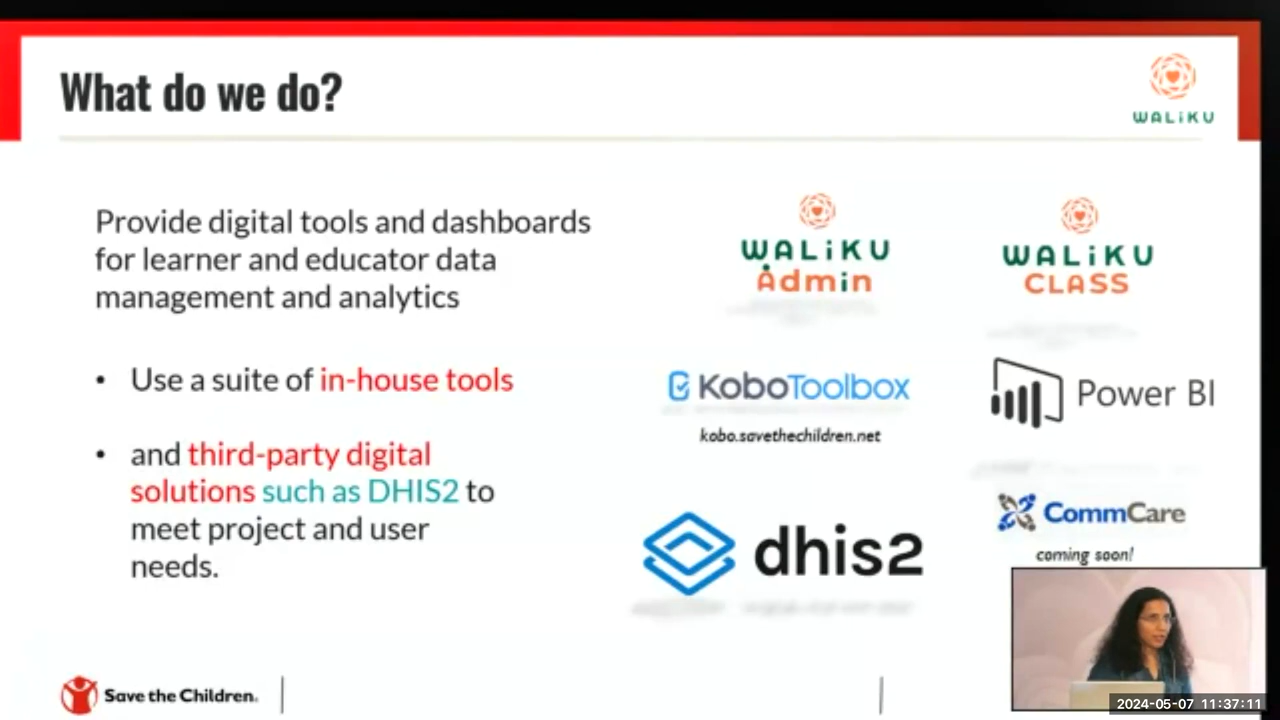 What do we do?
WALiKU
Provide digital tools and dashboards
for learner and educator data
management and analytics
• Use a suite of in-house tools
• and third-party digital
solutions such as DHIS2 to
meet project and user
needs.
WALiKU
Admin
WALiKU
CLASS
KoboToolbox
kobo.savethechildren.net
Power BI
dhis2
CommCare
coming soon!
Save the Children.
2024-05-07 11:37:11